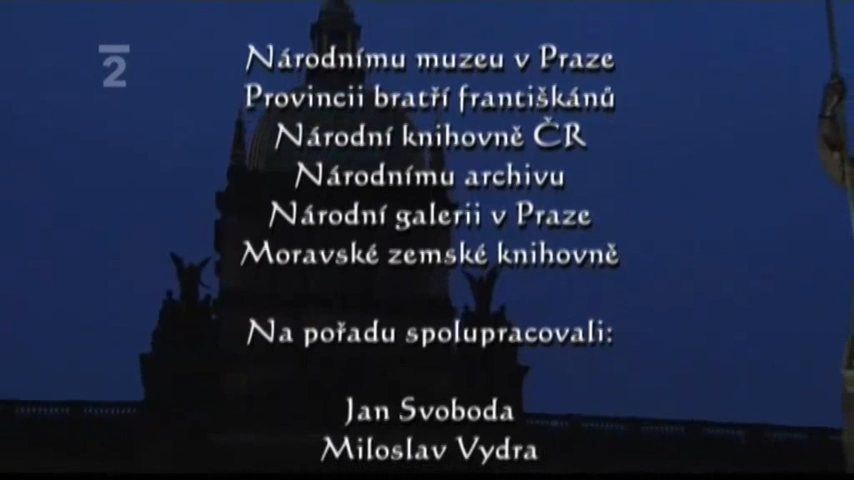 2
Národnímu muzeu v Praze
Provincii bratří františkánů
Národní knihovně ČR
Národnímu archivu
Národní galerii v Praze
Moravské zemské knihovně
Na pořadu spolupracovali:
Jan Svoboda
Miloslav Vydra